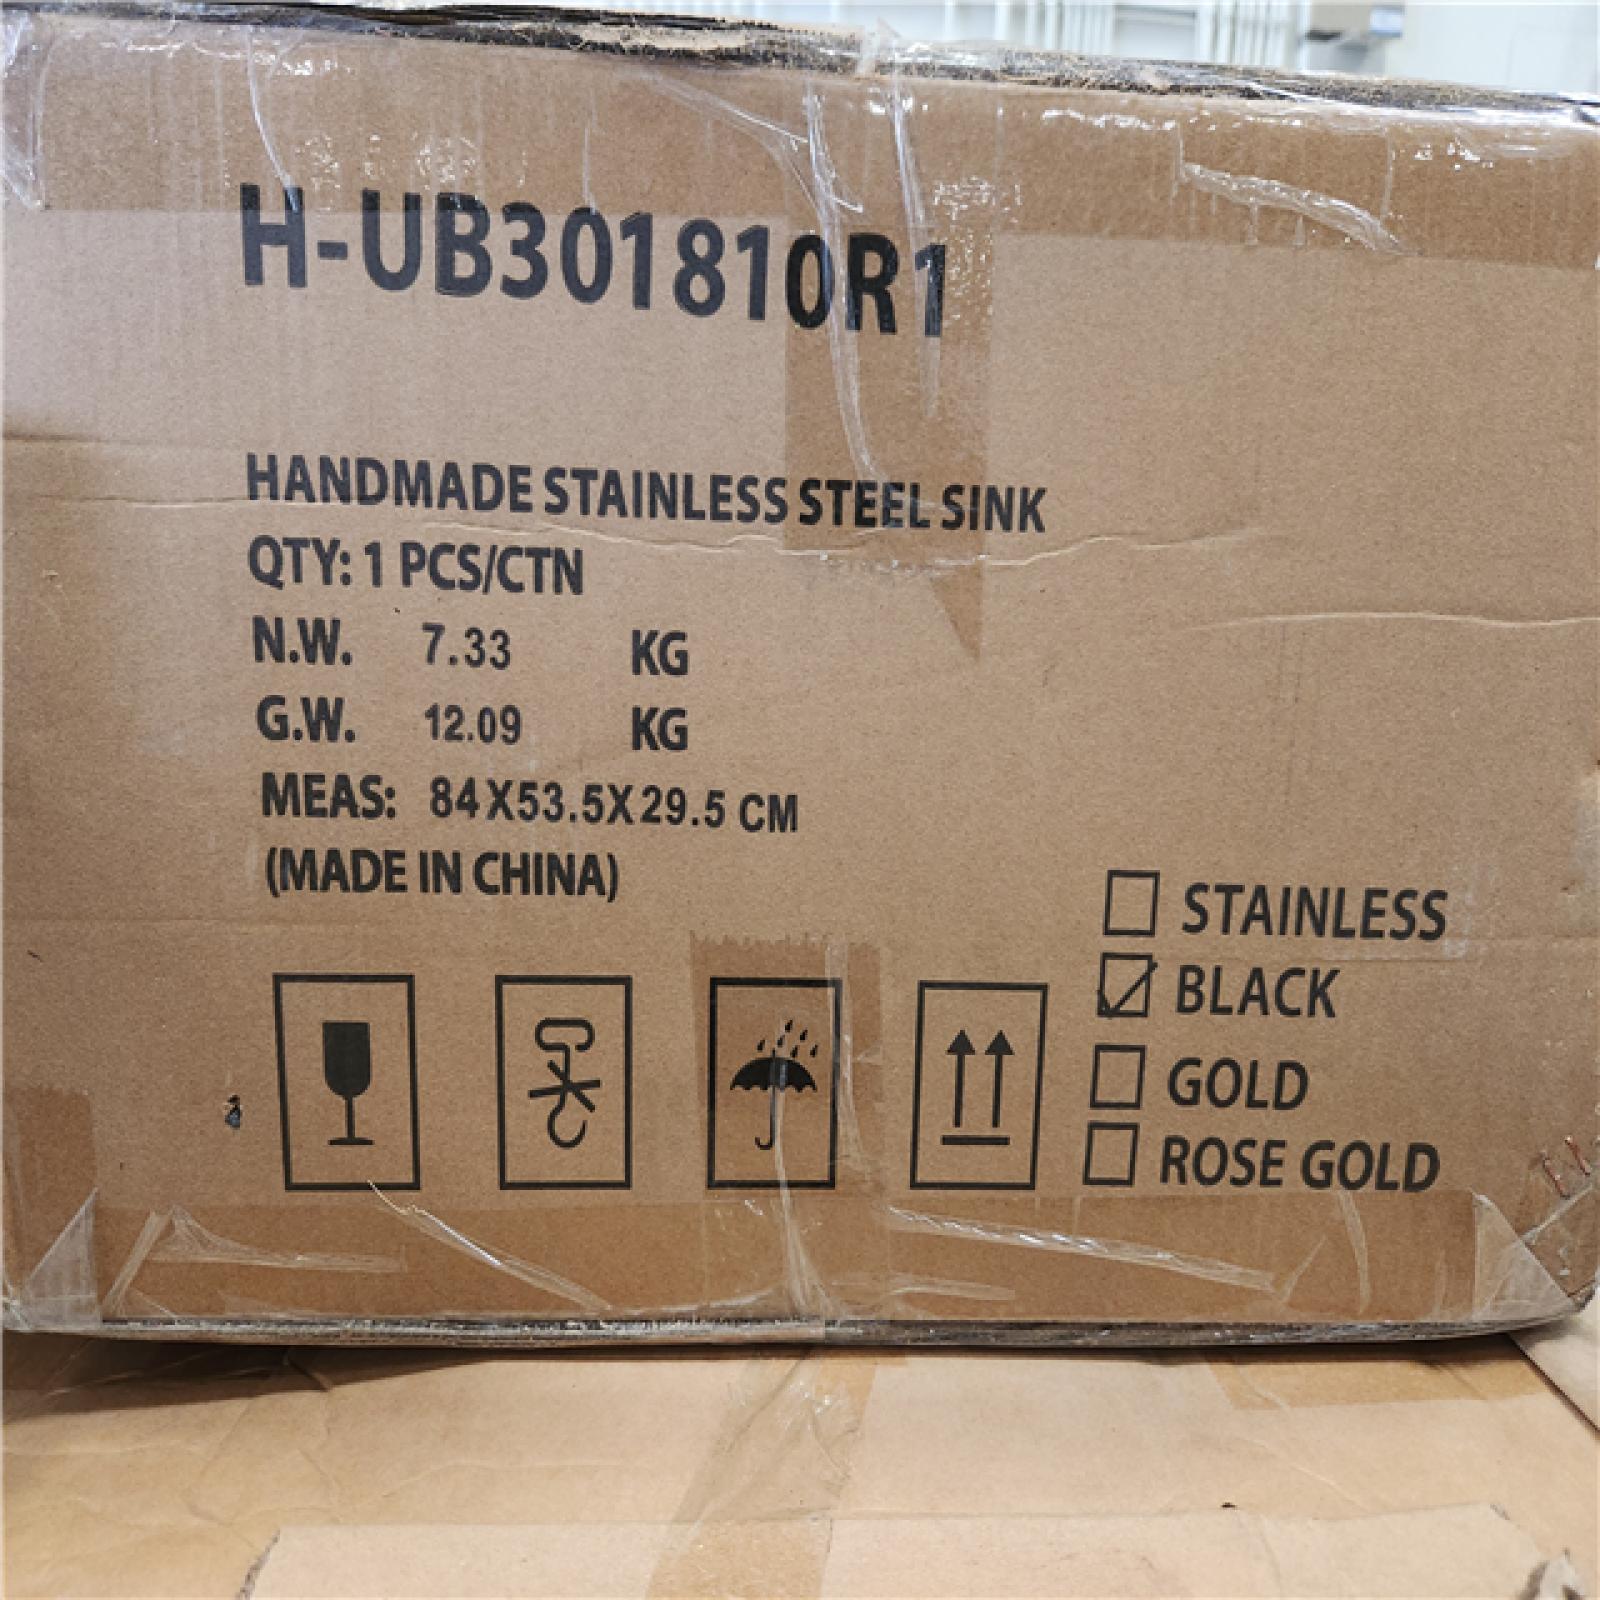 H-UB301810R1
HANDMADE STAINLESS STEEL SINK
QTY: 1 PCS/CTN
N.W. 7.33 KG
G.W. 12.09 KG
MEAS: 84X53.5X29.5 CM
(MADE IN CHINA)
STAINLESS
BLACK
GOLD
ROSE GOLD